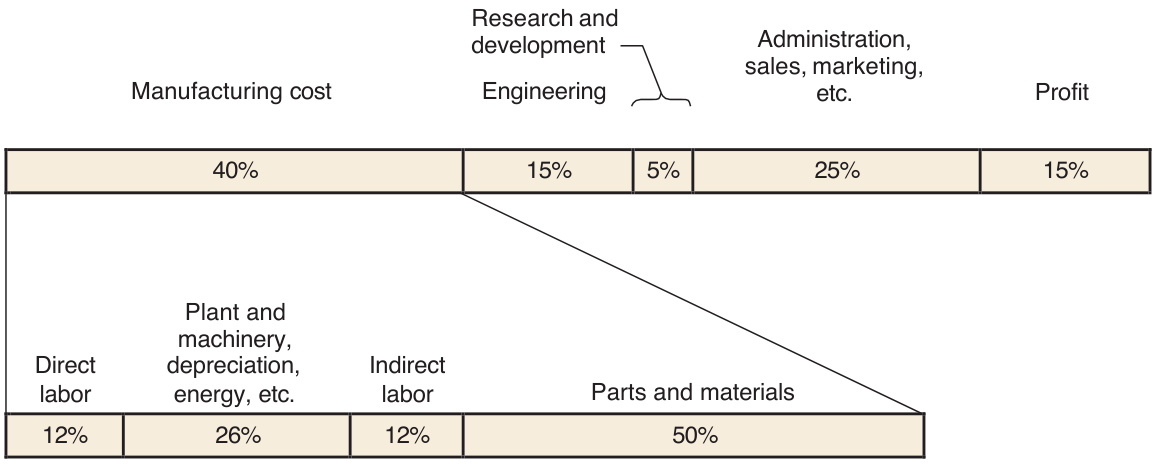 Research and
development
Administration,
sales, marketing,
etc.
Manufacturing cost
Engineering
Profit
40%
15%
5%
25%
15%
Plant and
machinery,
depreciation,
energy, etc.
Direct
labor
Indirect
labor
Parts and materials
12%
26%
12%
50%